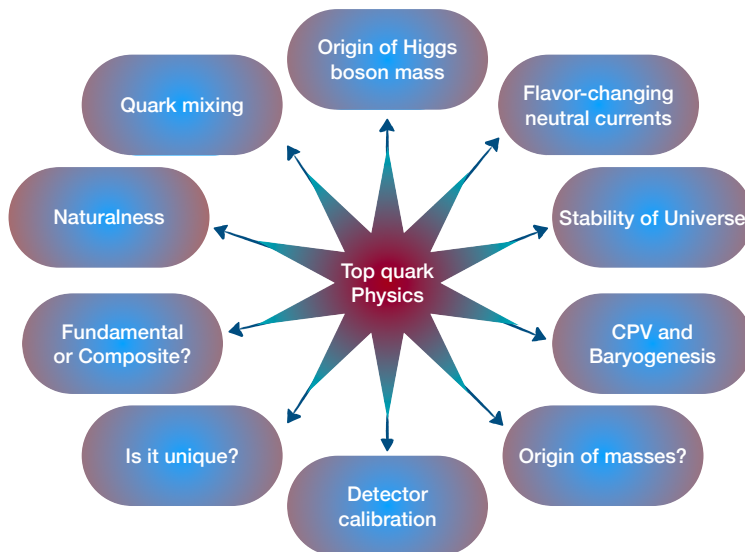 Origin of Higgs
boson mass
Quark mixing
Flavor-changing
neutral currents
Naturalness
Stability of Universe
Top quark
Physics
Fundamental
or Composite?
CPV and
Baryogenesis
Is it unique?
Origin of masses?
Detector
calibration